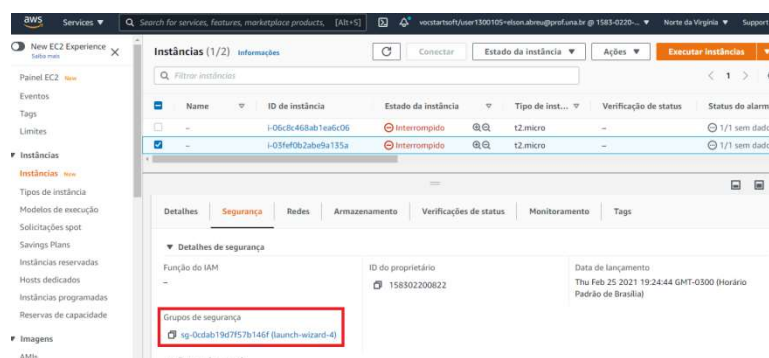 aws Services ▼ Search for services, features, marketplace products, [Alt+S] vocstartsoft/user1300105=elson.abreu@prof.una.br @ 1583-0220-... ▼ Norte da Virgínia ▼ Support
New EC2 Experience
Saiba mais
Painel EC2 New
Eventos
Tags
Limites
Instâncias
Instâncias New
Tipos de instância
Modelos de execução
Solicitações spot
Savings Plans
Instâncias reservadas
Hosts dedicados
Instâncias programadas
Reservas de capacidade
Imagens
AMIs
Instâncias (1/2) Informações
Conectar Estado da instância ▼ Ações ▼ Executar instâncias
Filtrar instâncias
1
Name ID de instância Estado da instância Tipo de inst... Verificação de status Status do alarm
– i-06c8c468ab1ea6c06 Interrompido t2.micro – 1/1 sem dado
– i-03fef0b2abe9a135a Interrompido t2.micro – 1/1 sem dado
Detalhes Segurança Redes Armazenamento Verificações de status Monitoramento Tags
▼ Detalhes de segurança
Função do IAM ID do proprietário Data de lançamento
– 158302200822 Thu Feb 25 2021 19:24:44 GMT-0300 (Horário
Padrão de Brasília)
Grupos de segurança
sg-0cdab19d7f57b146f (launch-wizard-4)